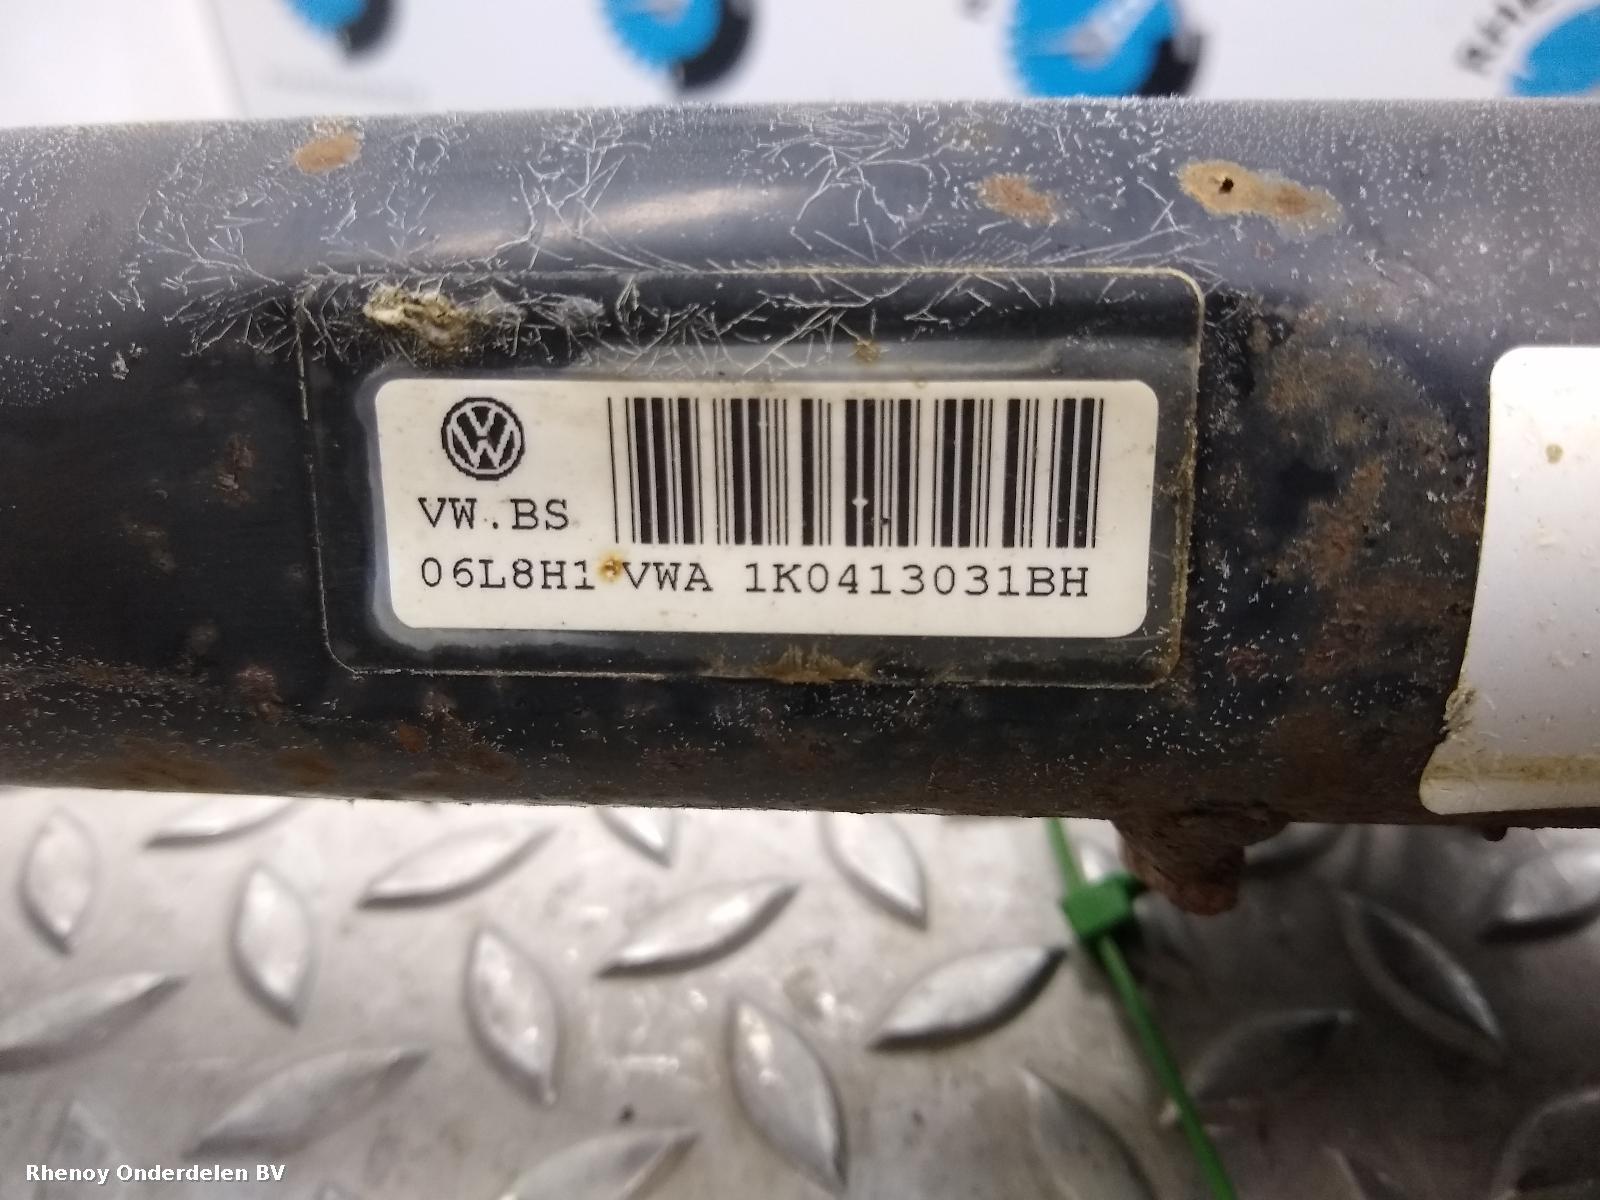 VW.BS
06L8H1 VWA 1K0413031BH
Rhenoy Onderdelen BV